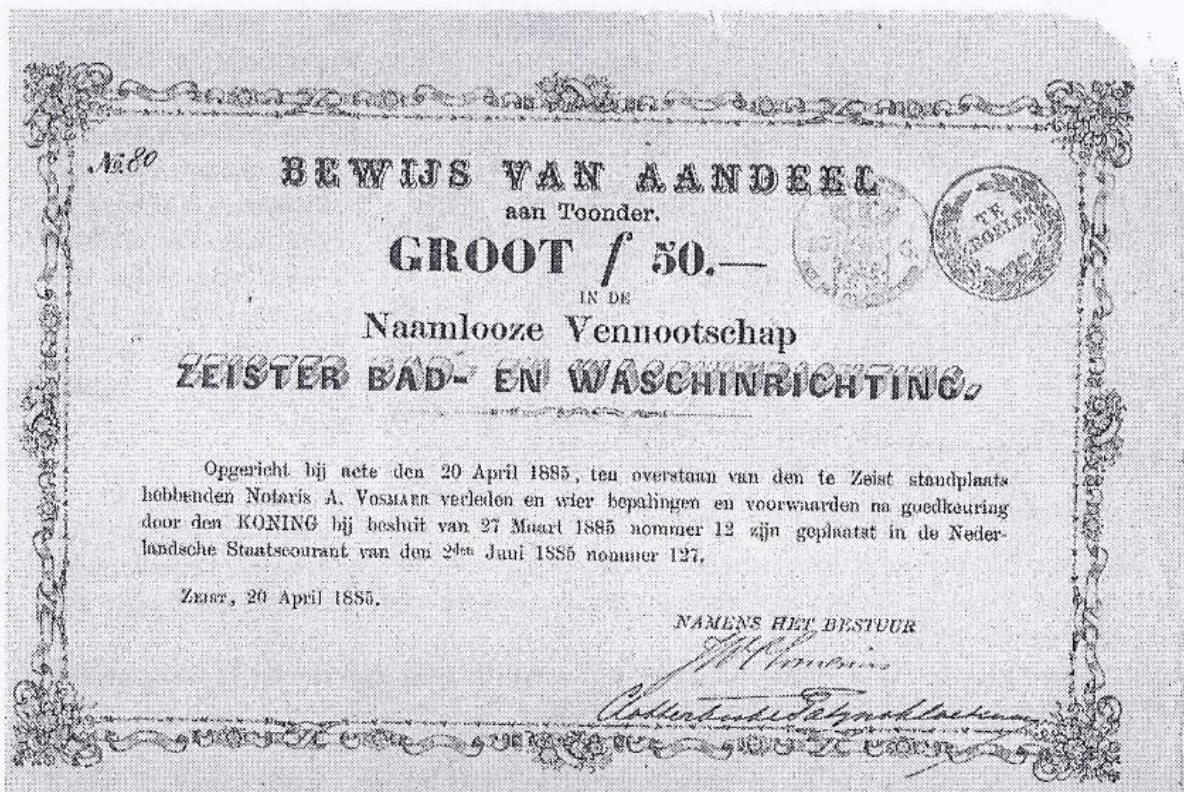 No. 80
BEWIJS VAN AANDEEL
aan Toonder.
GROOT f 50.—
IN DE
Naamlooze Vennootschap
ZEISTER BAD- EN WASCHINRICHTING.
TE
Opgericht bij acte den 20 April 1885, ten overstaan van den te Zeist standplaats
hebbenden Notaris A. VOSMAER verleden en wier bepalingen en voorwaarden na goedkeuring
door den KONING bij besluit van 27 Maart 1885 nommer 12 zijn geplaatst in de Neder-
landsche Staatscourant van den 2den Juni 1885 nommer 127.
ZEIST, 20 April 1885.
NAMENS HET BESTUUR